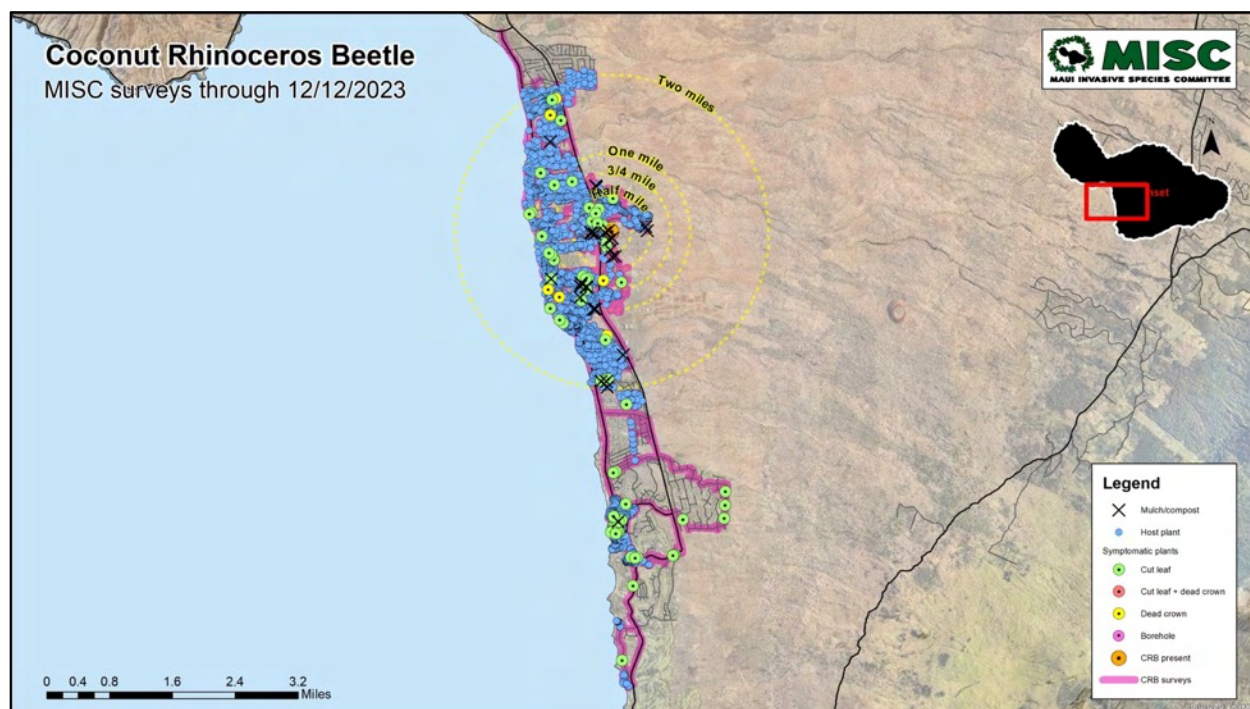 Coconut Rhinoceros Beetle
MISC surveys through 12/12/2023
MISC
MAUI INVASIVE SPECIES COMMITTEE
Two miles
One mile
3/4 mile
Half mile
N
Legend
Mulch/compost
Host plant
Symptomatic plants
Cut leaf
Cut leaf + dead crown
Dead crown
Borehole
CRB present
CRB surveys
0 0.4 0.8 1.6 2.4 3.2
Miles